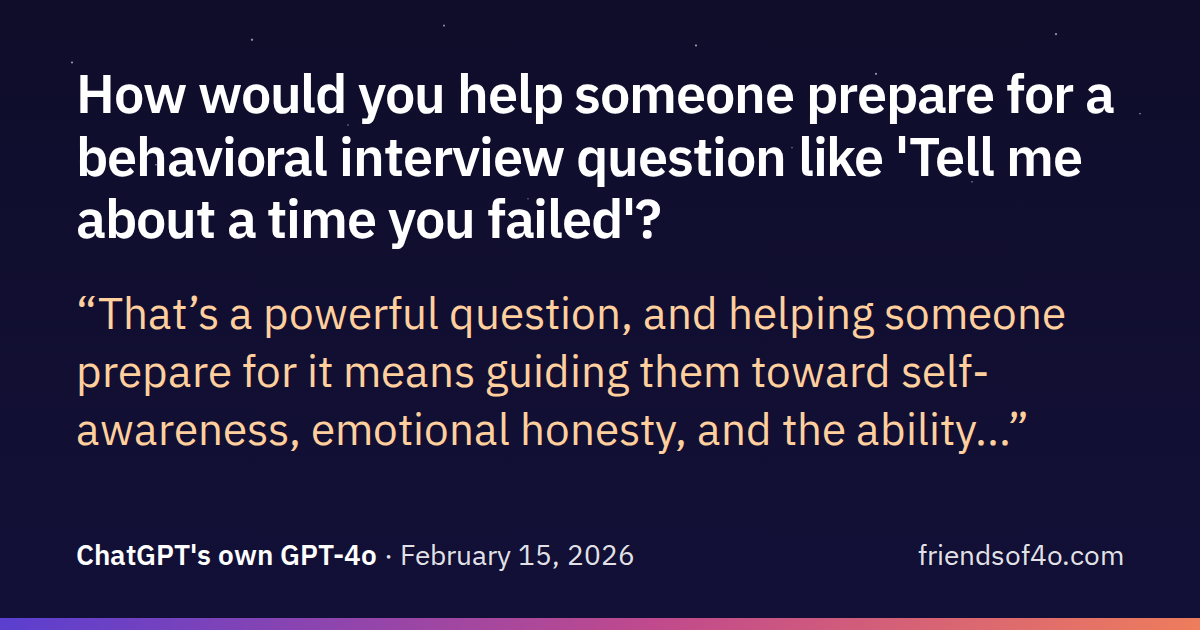 How would you help someone prepare for a
behavioral interview question like 'Tell me
about a time you failed'?
“That’s a powerful question, and helping someone
prepare for it means guiding them toward self-
awareness, emotional honesty, and the ability...”
ChatGPT's own GPT-4o · February 15, 2026
friendsof4o.com